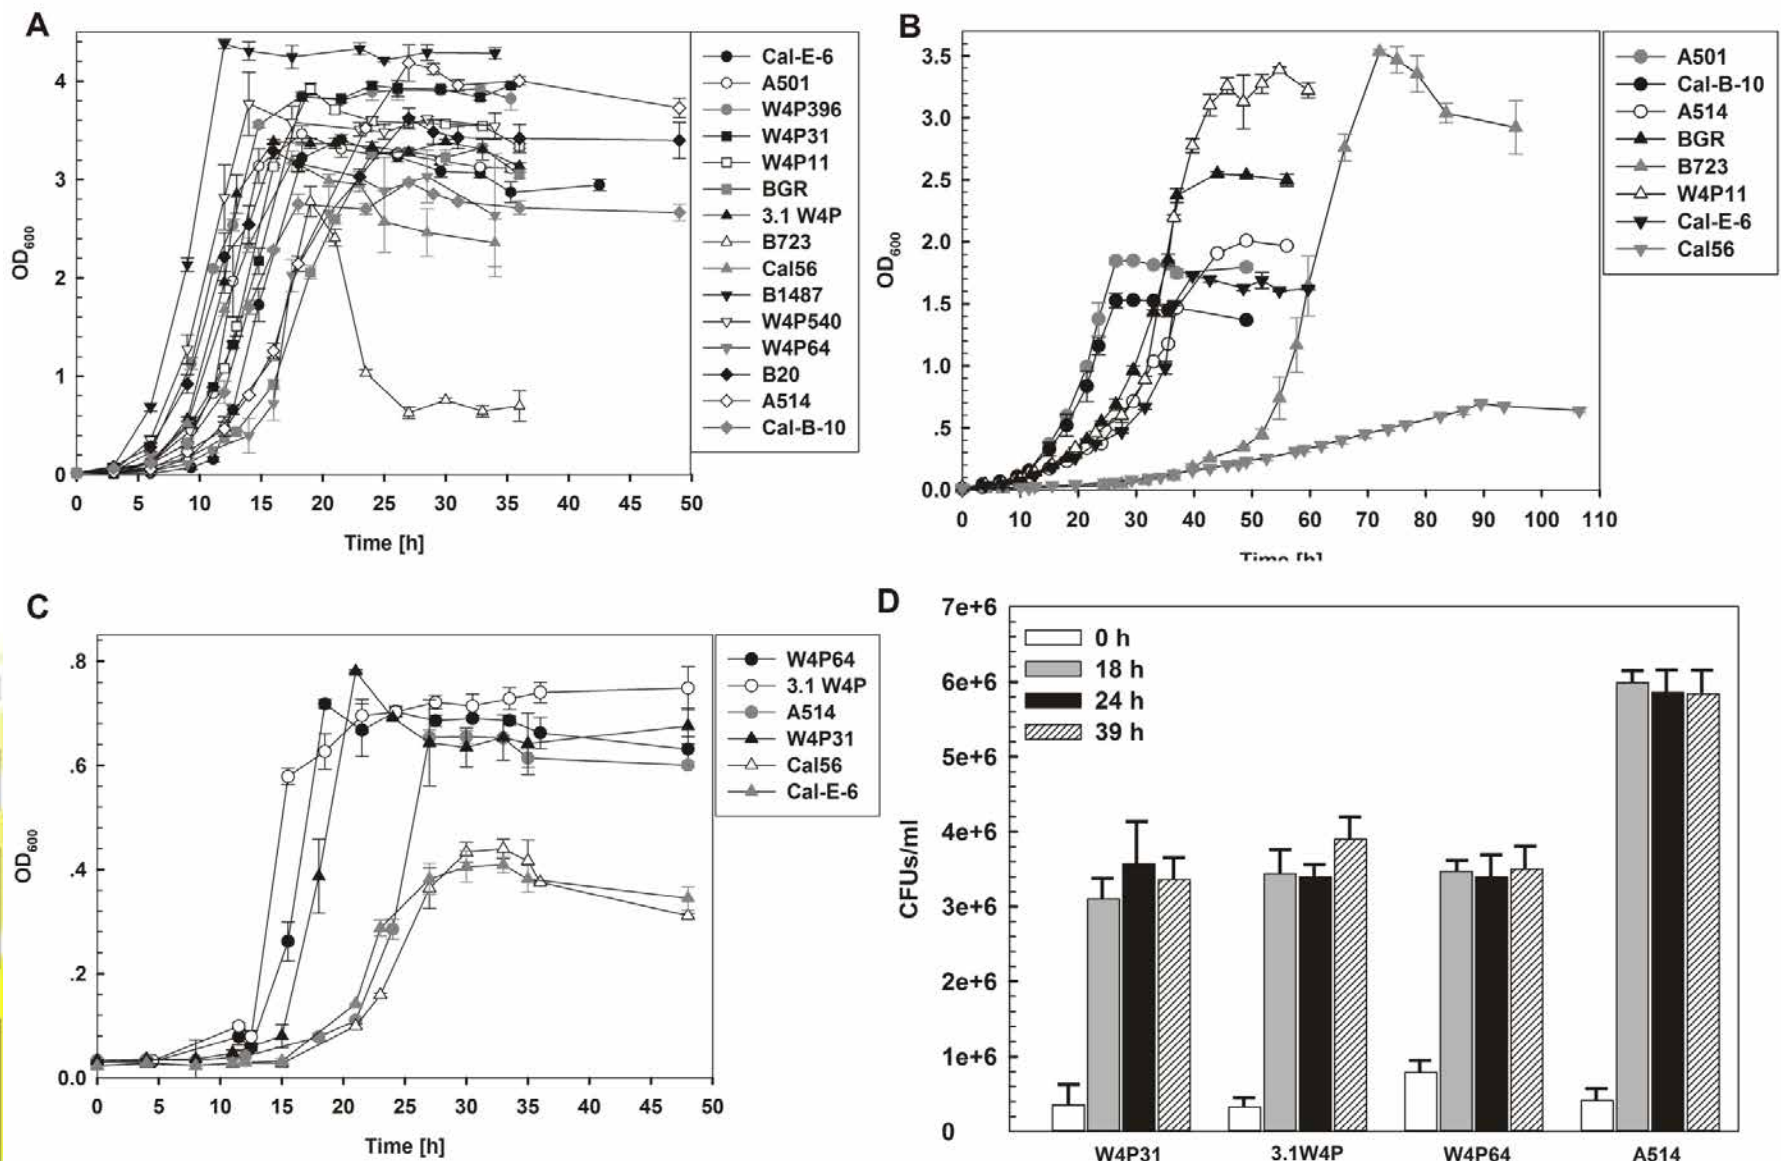 A
OD600
4
3
2
1
0
0 5 10 15 20 25 30 35 40 45 50
Time [h]
Cal-E-6
A501
W4P396
W4P31
W4P11
BGR
3.1 W4P
B723
Cal56
B1487
W4P540
W4P64
B20
A514
Cal-B-10
B
OD600
3.5
3.0
2.5
2.0
1.5
1.0
.5
0.0
0 10 20 30 40 50 60 70 80 90 100 110
Time [h]
A501
Cal-B-10
A514
BGR
B723
W4P11
Cal-E-6
Cal56
C
OD600
.8
.6
.4
.2
0.0
0 5 10 15 20 25 30 35 40 45 50
Time [h]
W4P64
3.1 W4P
A514
W4P31
Cal56
Cal-E-6
D
CFUs/ml
7e+6
6e+6
5e+6
4e+6
3e+6
2e+6
1e+6
0
0 h
18 h
24 h
39 h
W4P31 3.1W4P W4P64 A514